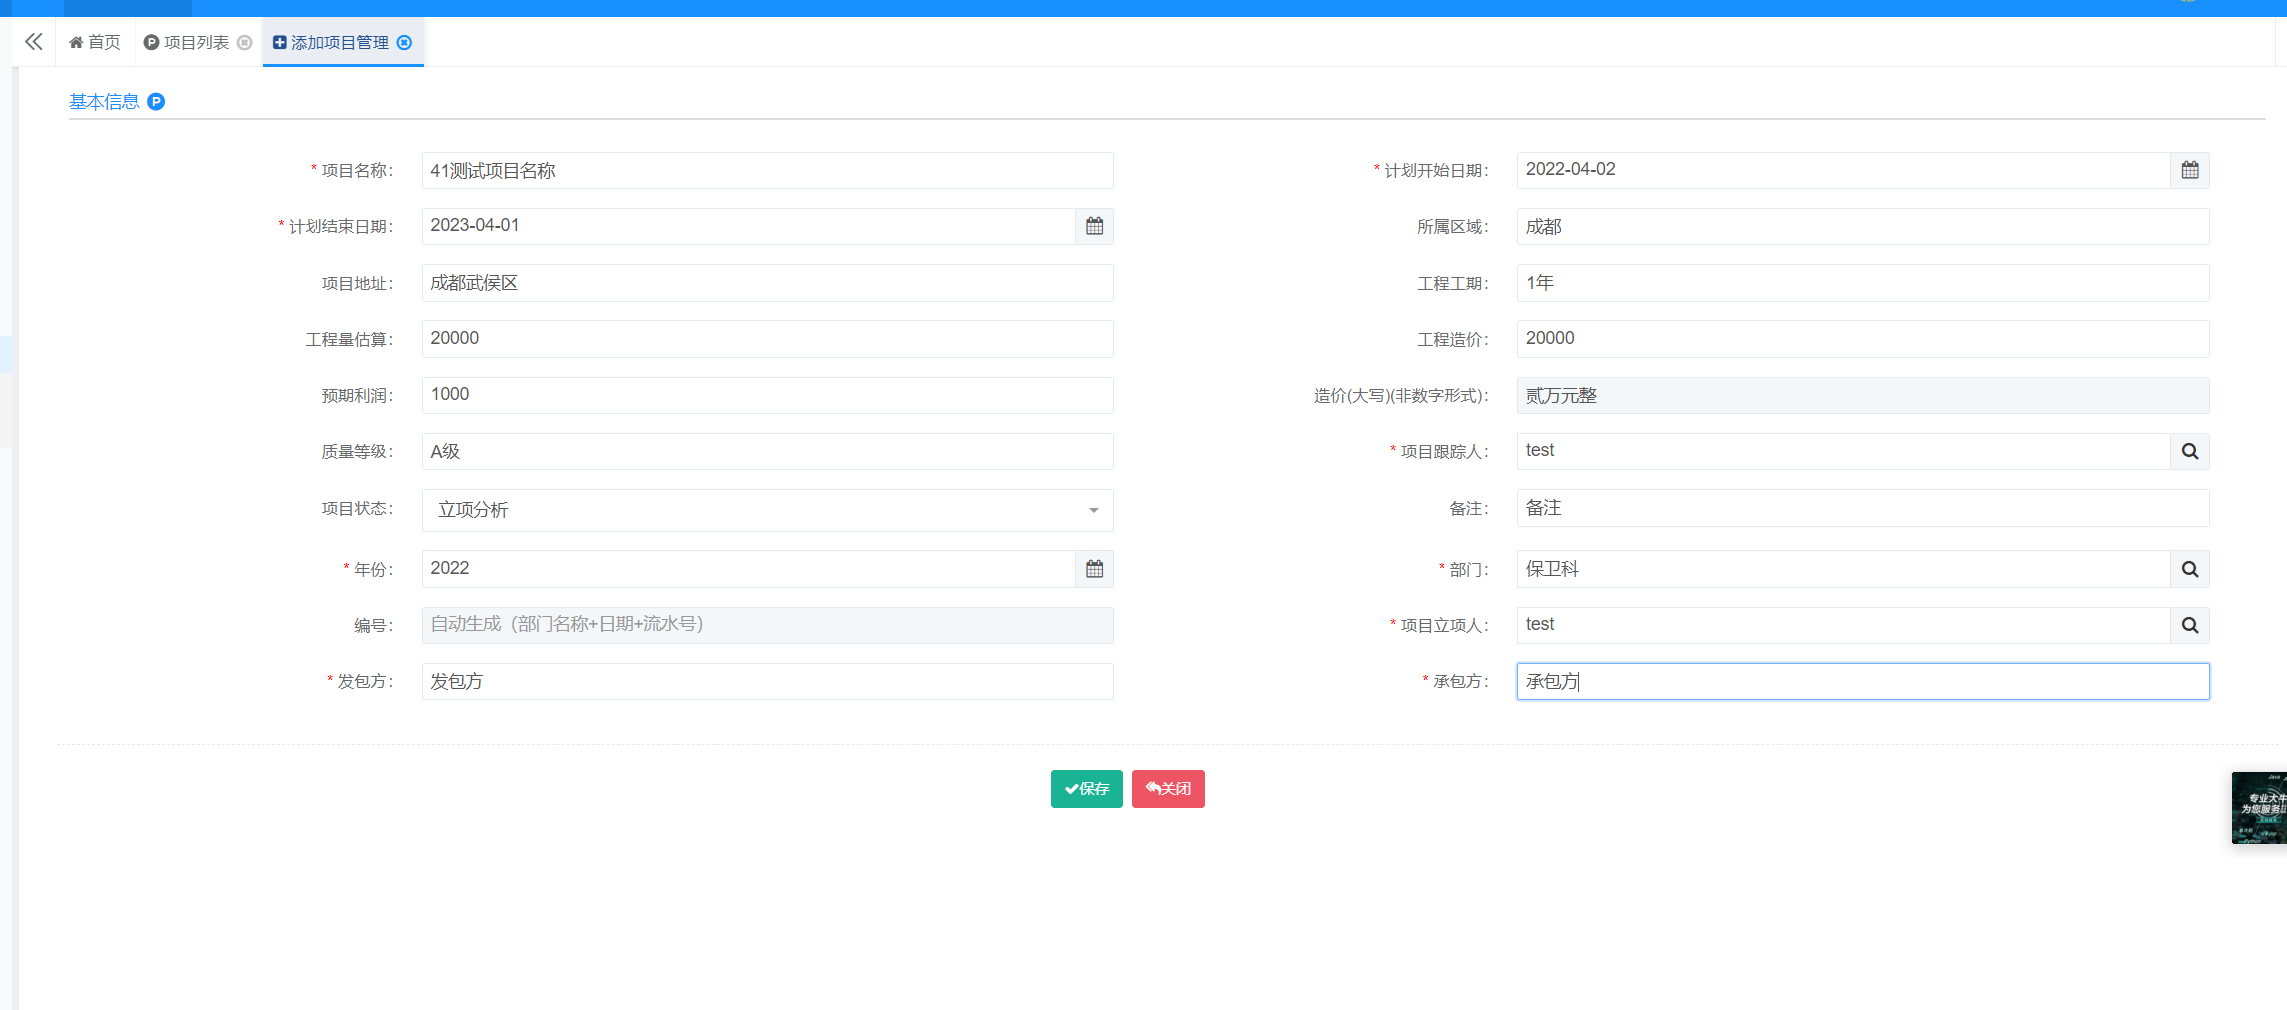 首页 项目列表 添加项目管理
基本信息
* 项目名称： 41测试项目名称 * 计划开始日期： 2022-04-02
* 计划结束日期： 2023-04-01 所属区域： 成都
项目地址： 成都武侯区 工程工期： 1年
工程量估算： 20000 工程造价： 20000
预期利润： 1000 造价(大写)(非数字形式)： 贰万元整
质量等级： A级 * 项目跟踪人： test
项目状态： 立项分析 备注： 备注
* 年份： 2022 * 部门： 保卫科
编号： 自动生成（部门名称+日期+流水号） * 项目立项人： test
* 发包方： 发包方 * 承包方： 承包方
保存 关闭
Java
专业大牛
为您服务
Python